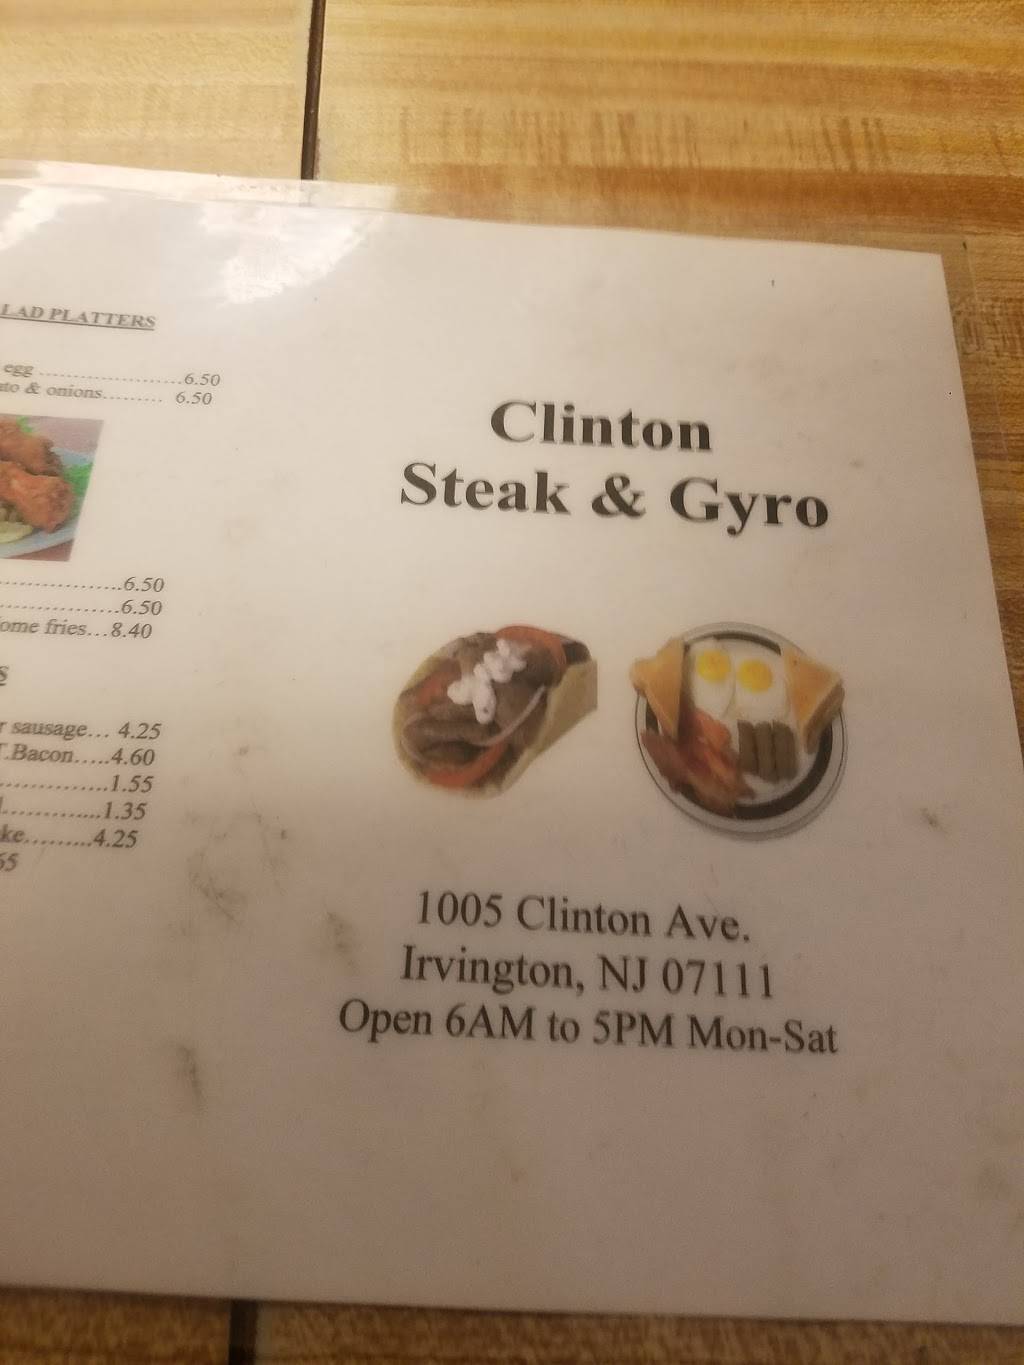 LAD PLATTERS
egg ......................6.50
& onions......... 6.50
...................6.50
...................6.50
ome fries...8.40
S
r sausage... 4.25
T.Bacon.....4.60
.................1.55
..............1.35
ke.........4.25
65
Clinton
Steak & Gyro
1005 Clinton Ave.
Irvington, NJ 07111
Open 6AM to 5PM Mon-Sat